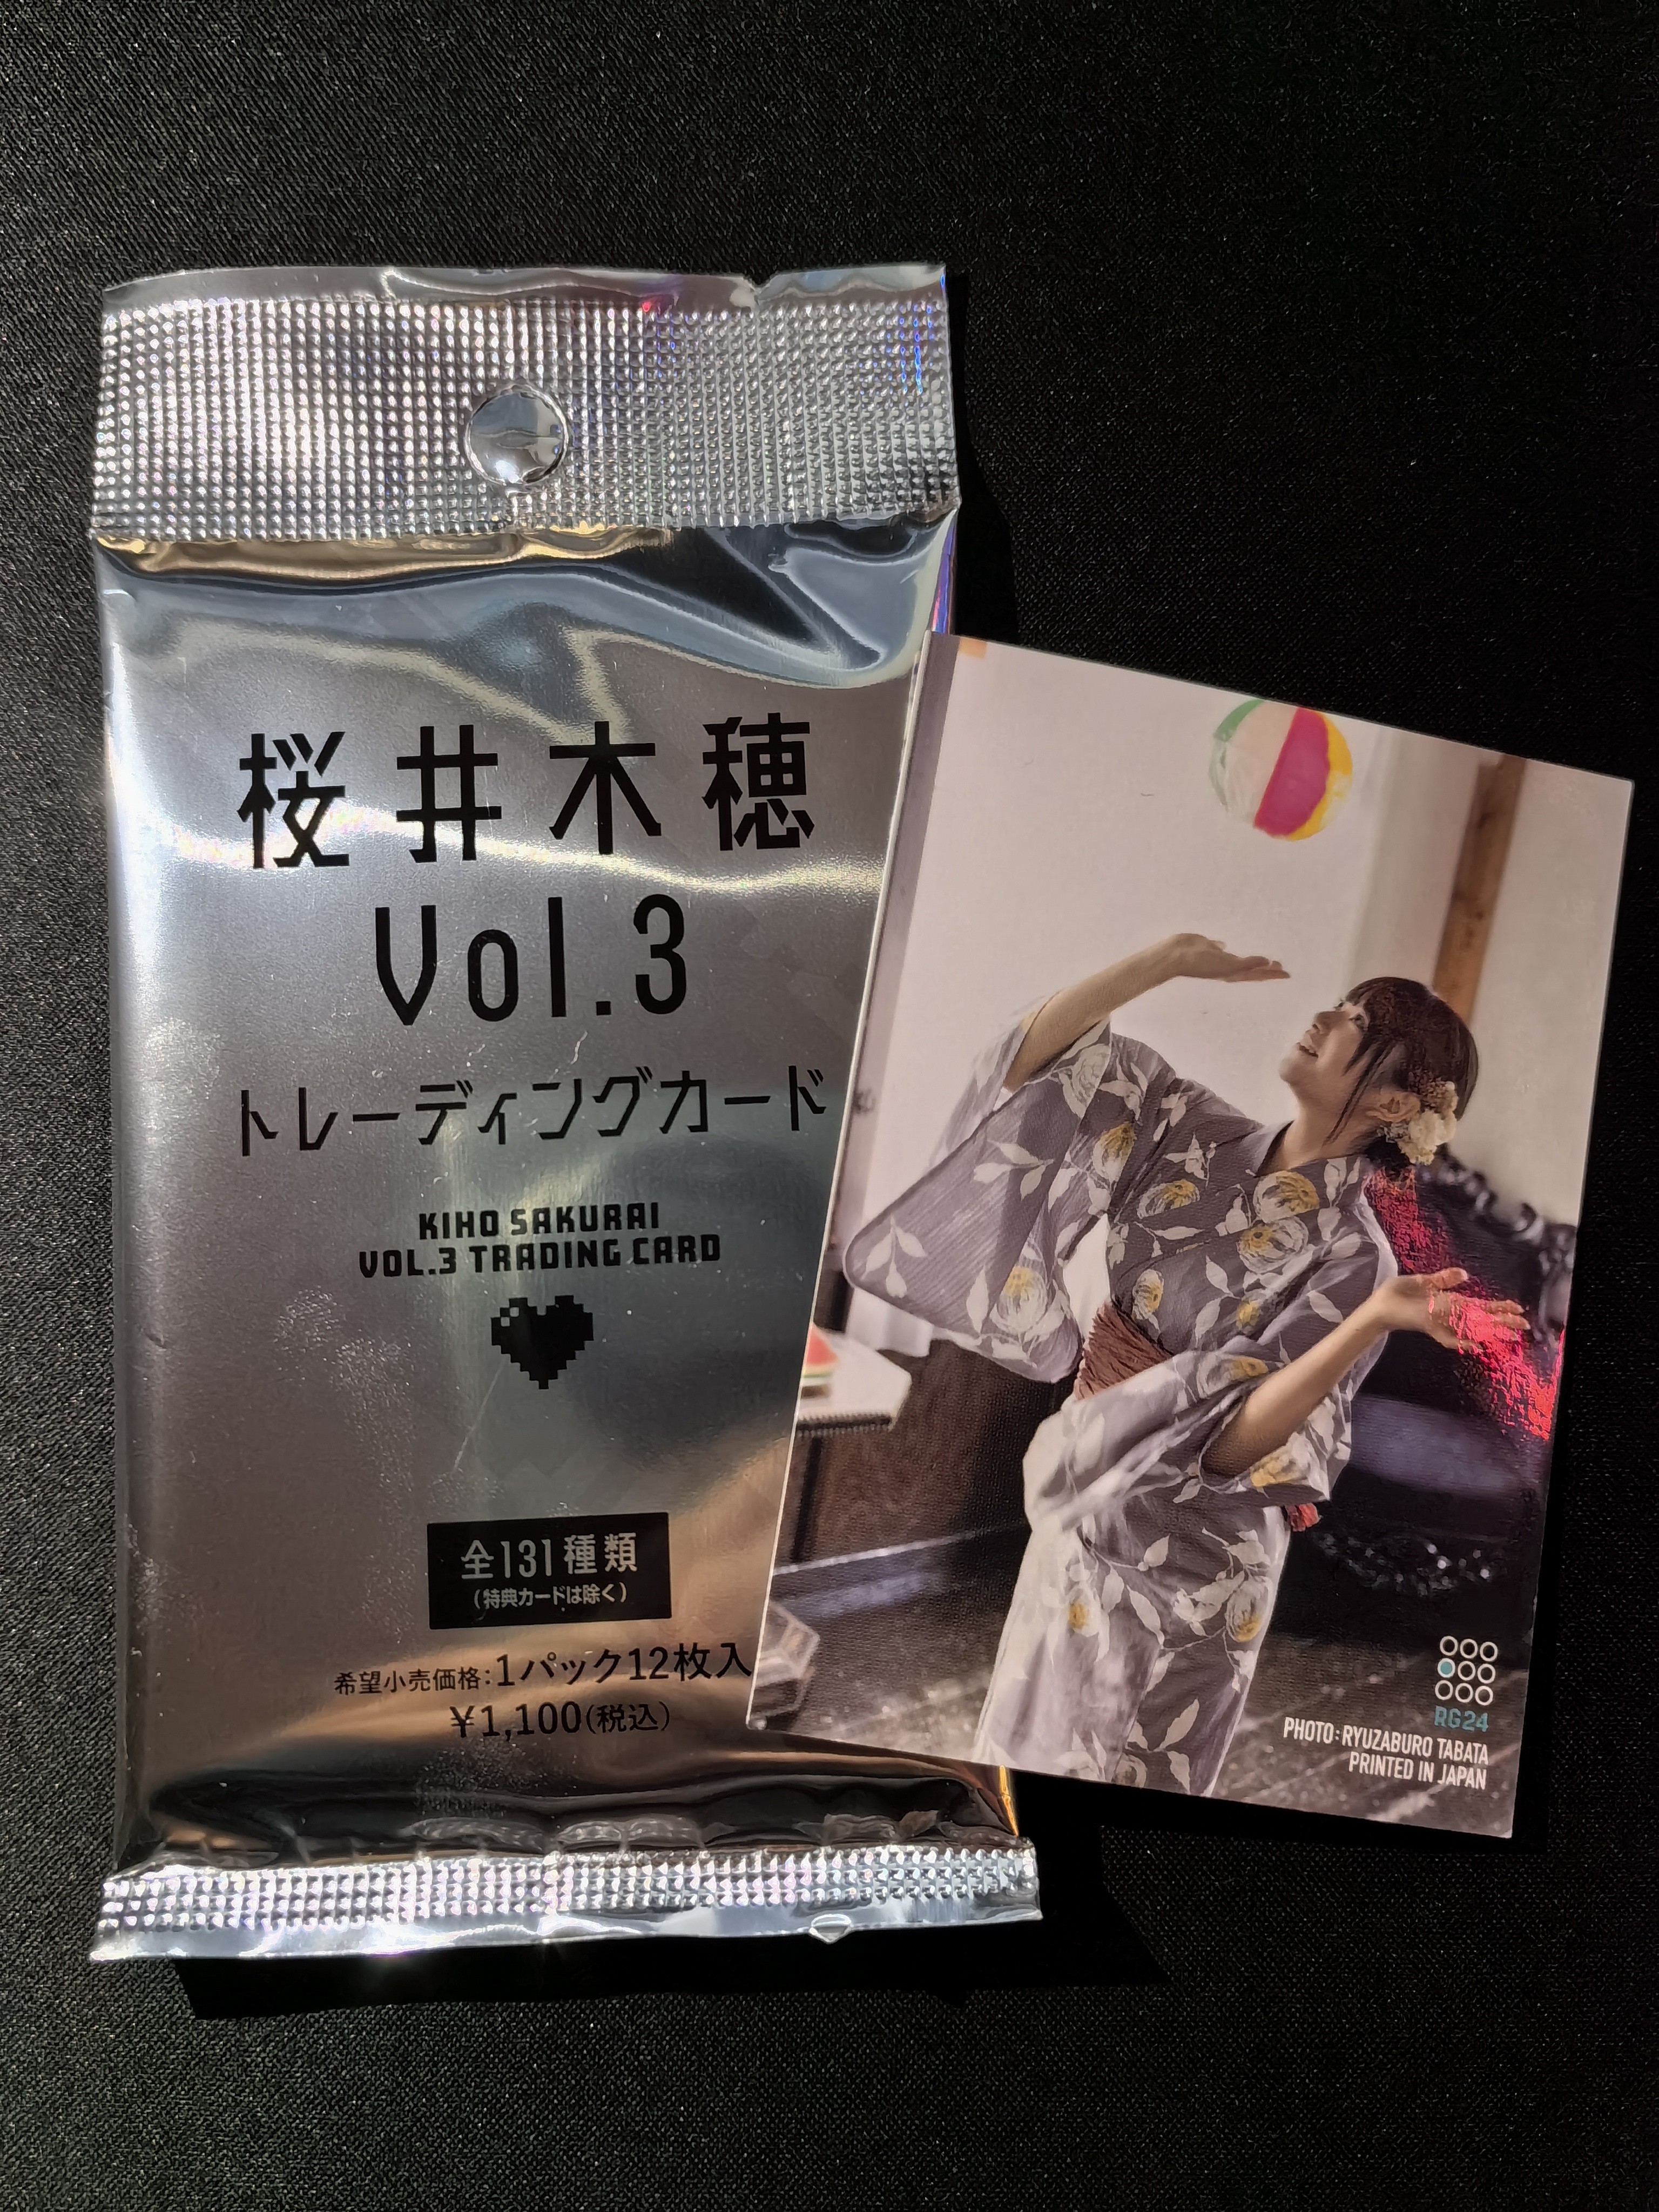 桜井木穂
Vol.3
トレーディングカード
KIHO SAKURAI
VOL.3 TRADING CARD
全131種類
(特典カードは除く)
希望小売価格:1パック12枚入
¥1,100(税込)
RG24
PHOTO:RYUZABURO TABATA
PRINTED IN JAPAN